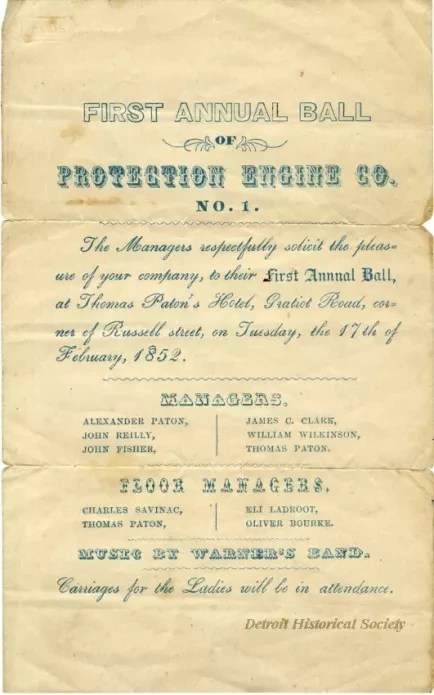 FIRST ANNUAL BALL
OF
PROTECTION ENGINE CO.
NO. 1.
The Managers respectfully solicit the pleas=
ure of your company, to their First Annual Ball,
at Thomas Paton's Hotel, Gratiot Road, cor=
ner of Russell street, on Tuesday, the 17th of
February, 1852.
MANAGERS,
ALEXANDER PATON, JAMES C. CLARK,
JOHN REILLY, WILLIAM WILKINSON,
JOHN FISHER, THOMAS PATON.
FLOOR MANAGERS.
CHARLES SAVINAC, ELI LADROOT,
THOMAS PATON, OLIVER BOURKE.
MUSIC BY WARNER'S BAND.
Carriages for the Ladies will be in attendance.
Detroit Historical Society